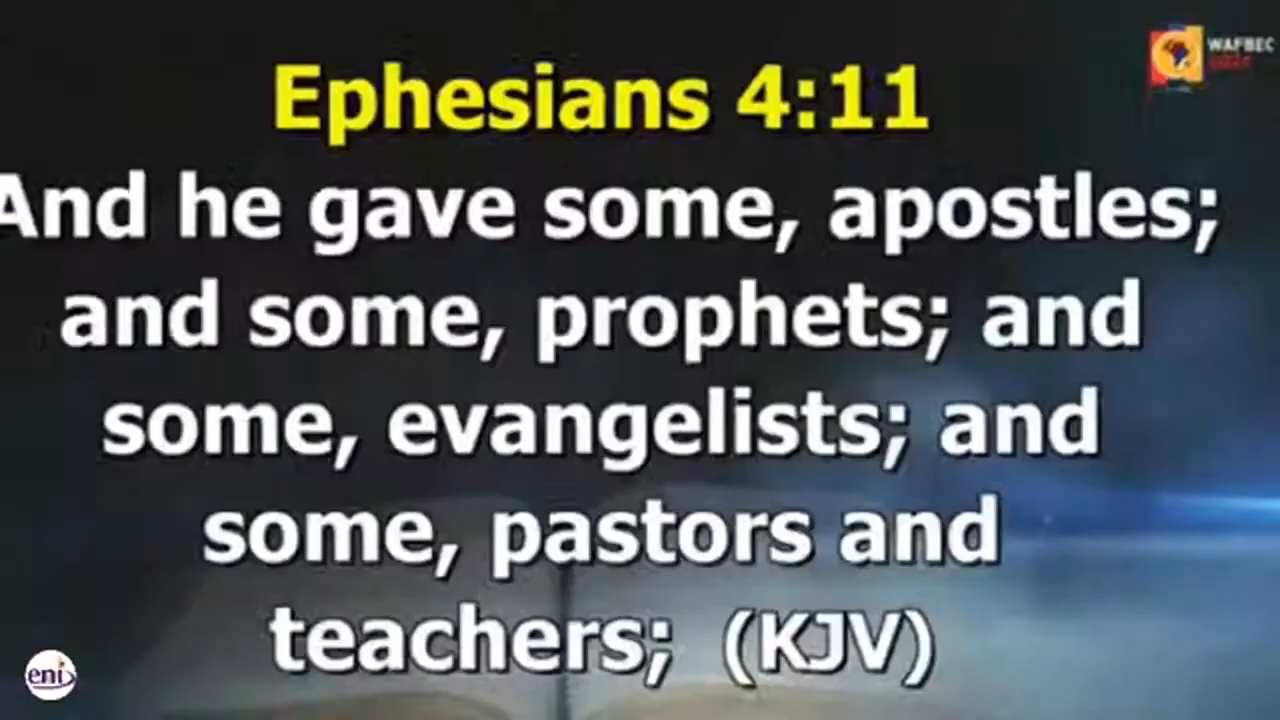 WAFBEC
Ephesians 4:11
And he gave some, apostles;
and some, prophets; and
some, evangelists; and
some, pastors and
teachers; (KJV)
eni